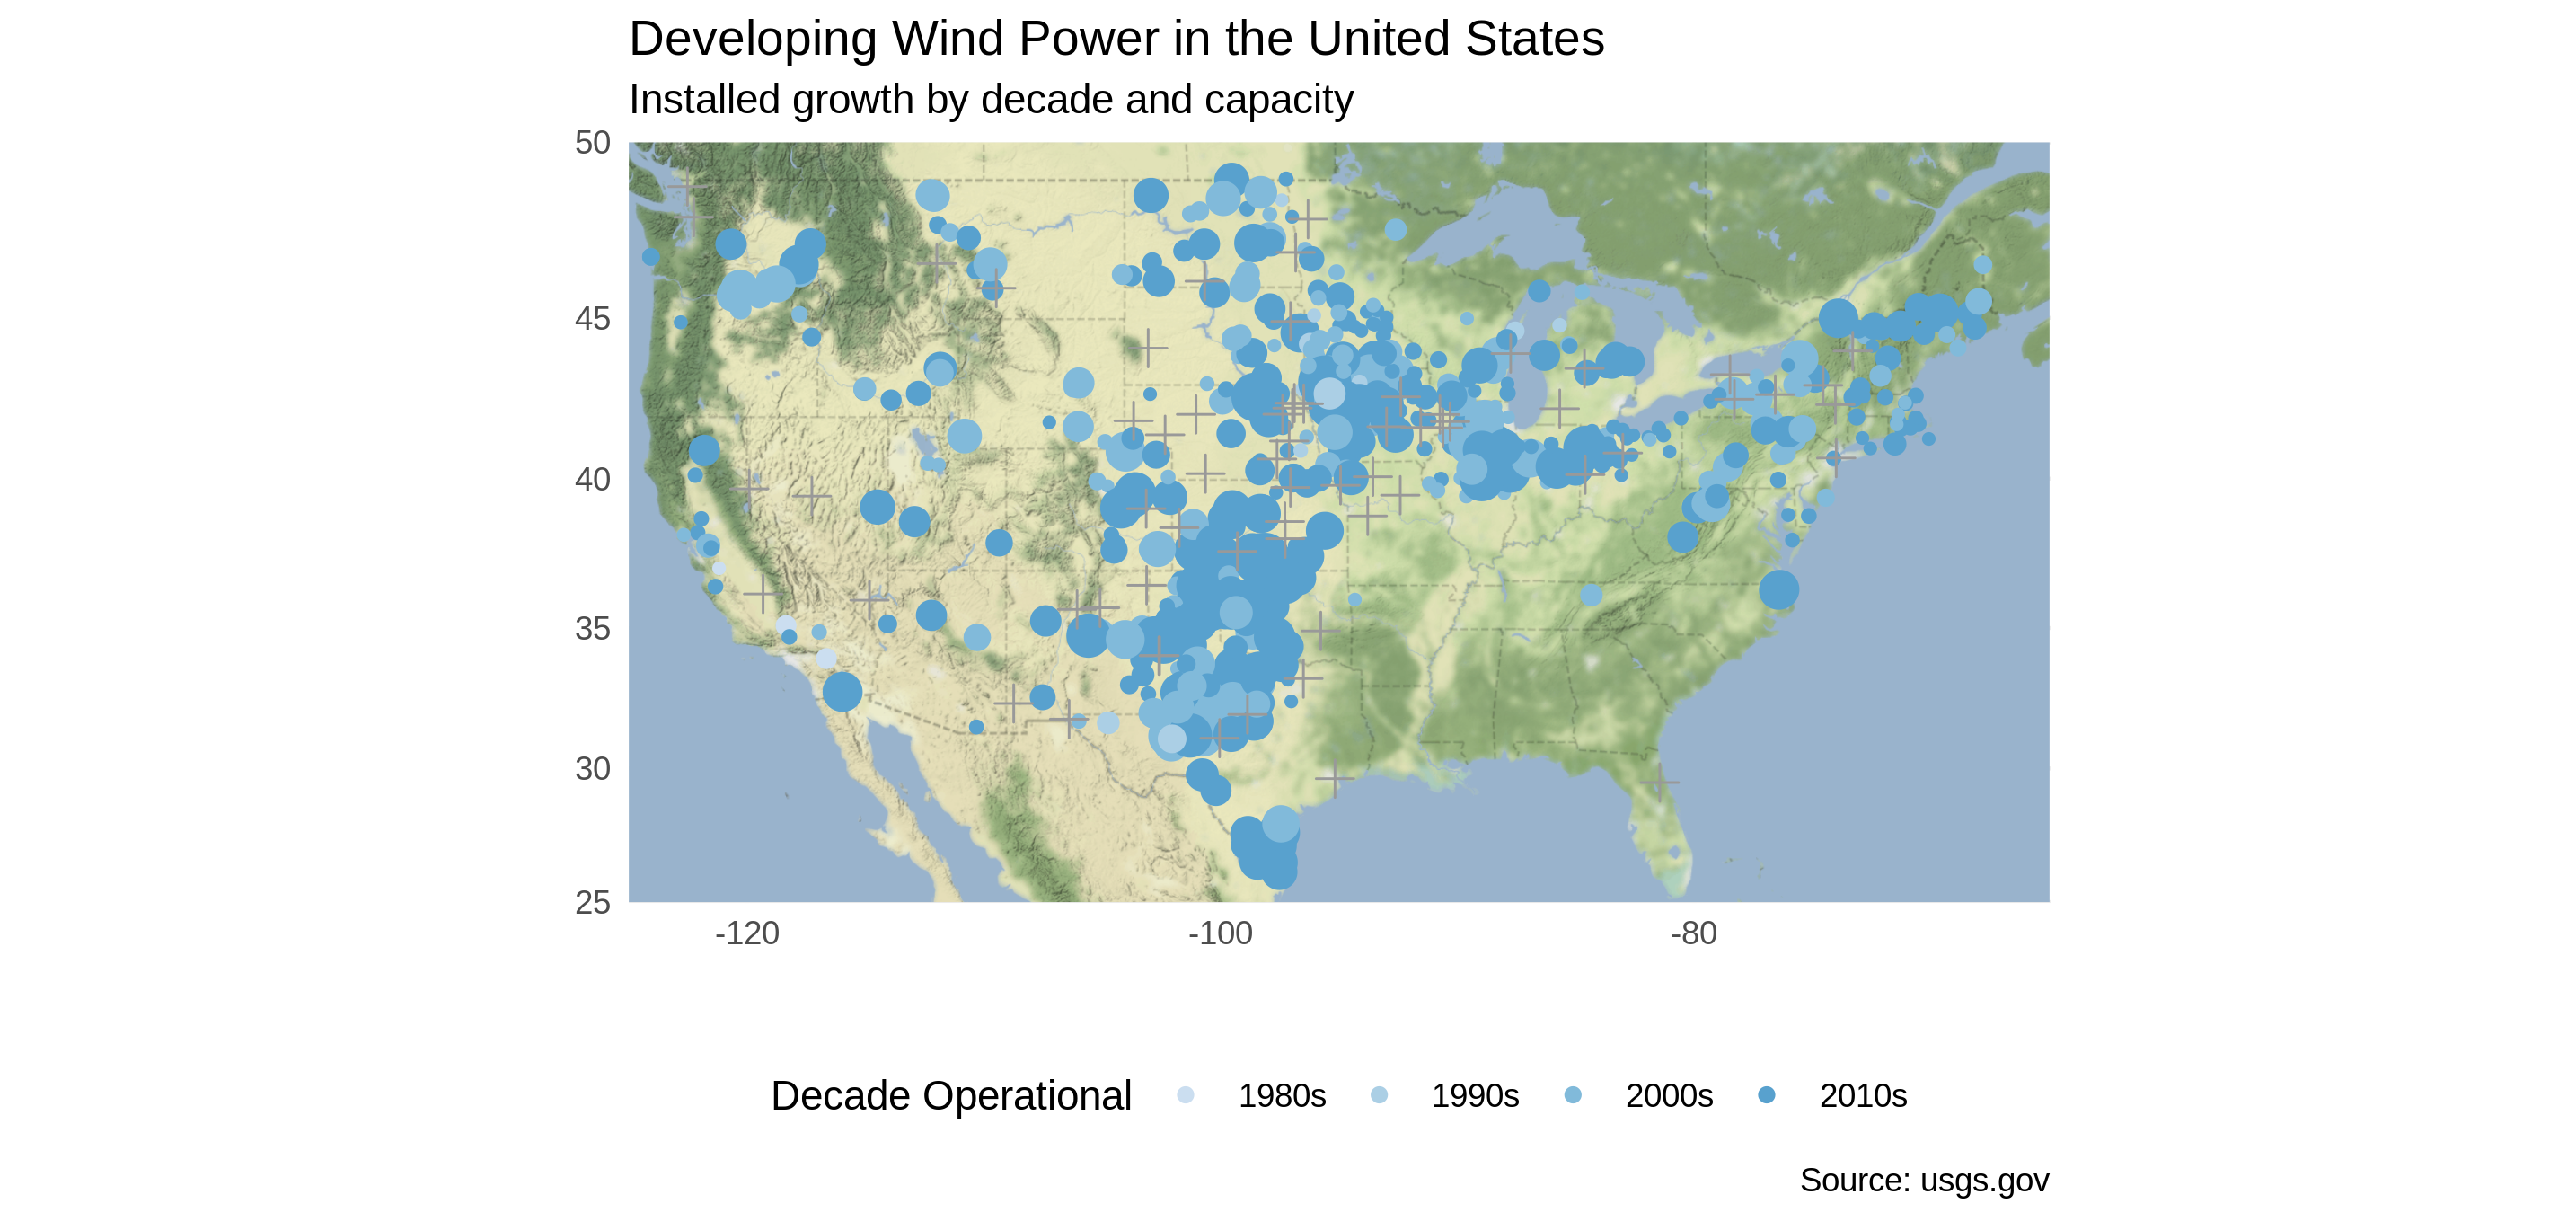 Developing Wind Power in the United States
Installed growth by decade and capacity
50
45
40
35
30
25
-120 -100 -80
Decade Operational 1980s 1990s 2000s 2010s
Source: usgs.gov